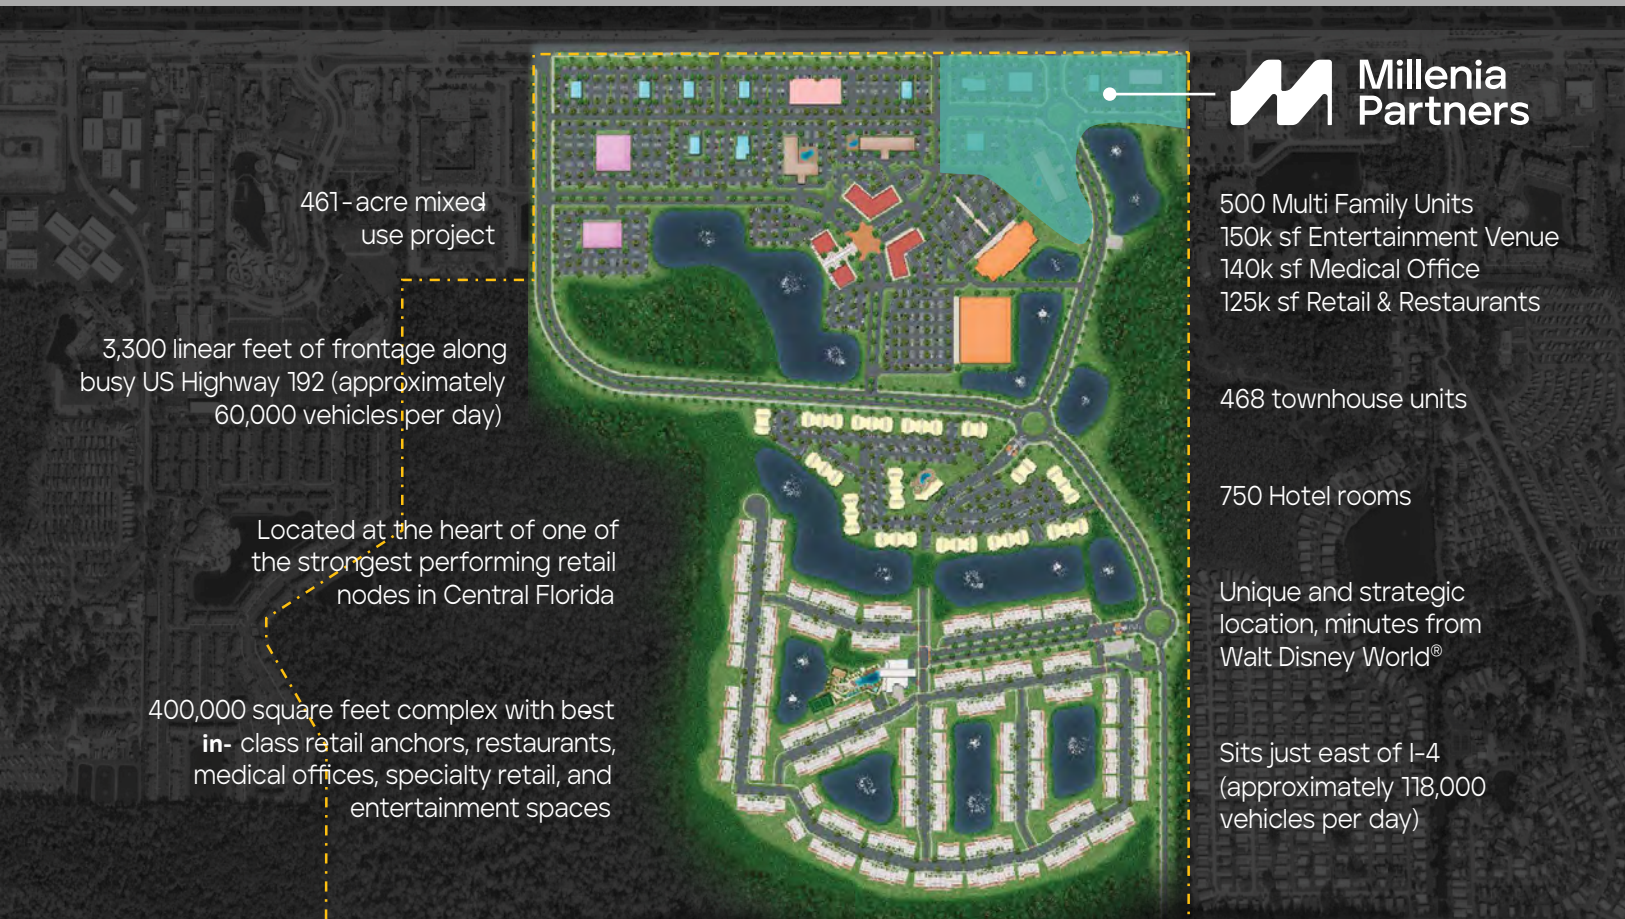 461-acre mixed
use project
3,300 linear feet of frontage along
busy US Highway 192 (approximately
60,000 vehicles per day)
Located at the heart of one of
the strongest performing retail
nodes in Central Florida
400,000 square feet complex with best
in- class retail anchors, restaurants,
medical offices, specialty retail, and
entertainment spaces
Millenia
Partners
500 Multi Family Units
150k sf Entertainment Venue
140k sf Medical Office
125k sf Retail & Restaurants
468 townhouse units
750 Hotel rooms
Unique and strategic
location, minutes from
Walt Disney World®
Sits just east of I-4
(approximately 118,000
vehicles per day)